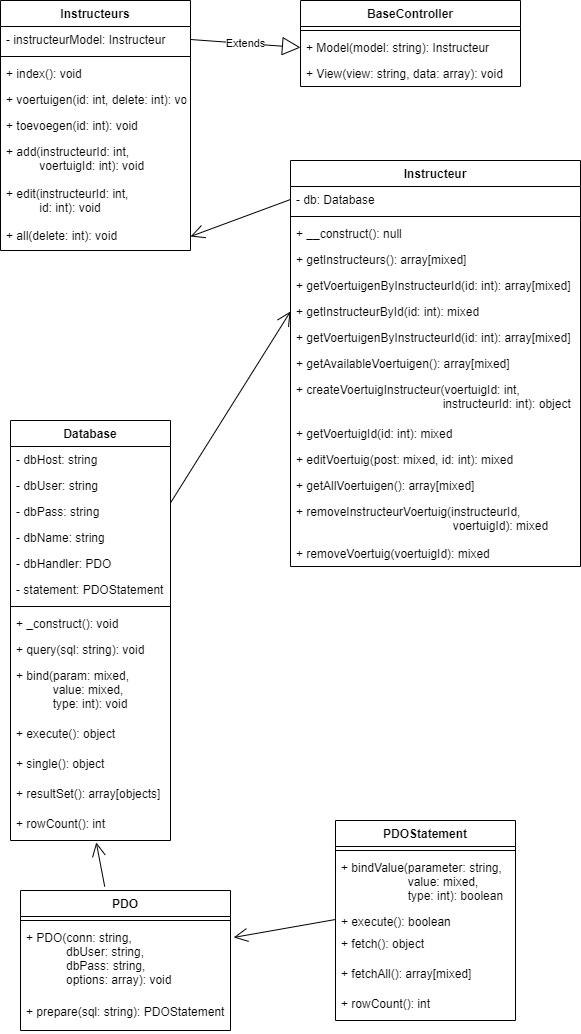 Instructeurs
- instructeurModel: Instructeur
+ index(): void
+ voertuigen(id: int, delete: int): vo
+ toevoegen(id: int): void
+ add(instructeurId: int,
voertuigId: int): void
+ edit(instructeurId: int,
id: int): void
+ all(delete: int): void
Extends
BaseController
+ Model(model: string): Instructeur
+ View(view: string, data: array): void
Instructeur
- db: Database
+ __construct(): null
+ getInstructeurs(): array[mixed]
+ getVoertuigenByInstructeurId(id: int): array[mixed]
+ getInstructeurById(id: int): mixed
+ getVoertuigenByInstructeurId(id: int): array[mixed]
+ getAvailableVoertuigen(): array[mixed]
+ createVoertuigInstructeur(voertuigId: int,
instructeurId: int): object
+ getVoertuigId(id: int): mixed
+ editVoertuig(post: mixed, id: int): mixed
+ getAllVoertuigen(): array[mixed]
+ removeInstructeurVoertuig(instructeurId,
voertuigId): mixed
+ removeVoertuig(voertuigId): mixed
Database
- dbHost: string
- dbUser: string
- dbPass: string
- dbName: string
- dbHandler: PDO
- statement: PDOStatement
+ _construct(): void
+ query(sql: string): void
+ bind(param: mixed,
value: mixed,
type: int): void
+ execute(): object
+ single(): object
+ resultSet(): array[objects]
+ rowCount(): int
PDO
+ PDO(conn: string,
dbUser: string,
dbPass: string,
options: array): void
+ prepare(sql: string): PDOStatement
PDOStatement
+ bindValue(parameter: string,
value: mixed,
type: int): boolean
+ execute(): boolean
+ fetch(): object
+ fetchAll(): array[mixed]
+ rowCount(): int